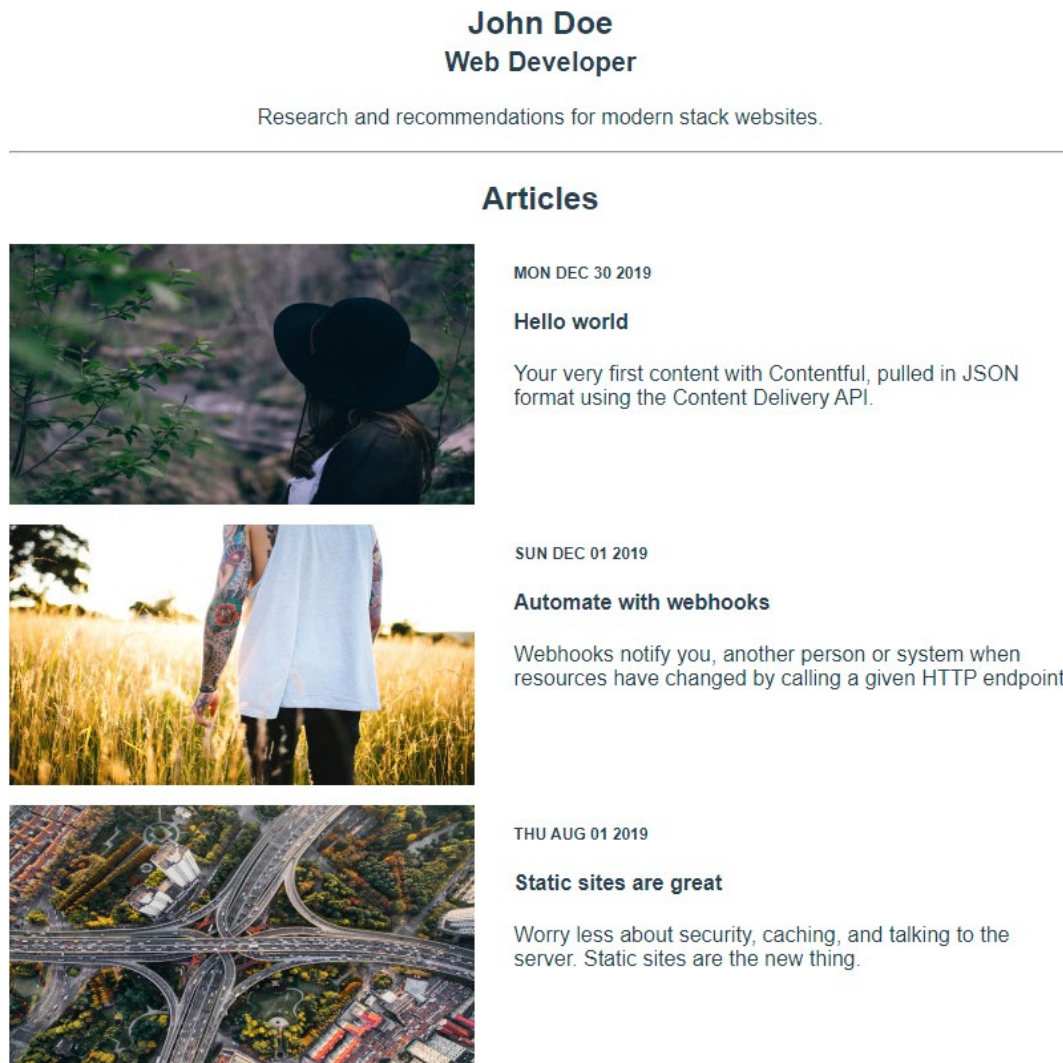 John Doe
Web Developer
Research and recommendations for modern stack websites.
Articles
MON DEC 30 2019
Hello world
Your very first content with Contentful, pulled in JSON
format using the Content Delivery API.
SUN DEC 01 2019
Automate with webhooks
Webhooks notify you, another person or system when
resources have changed by calling a given HTTP endpoint
THU AUG 01 2019
Static sites are great
Worry less about security, caching, and talking to the
server. Static sites are the new thing.